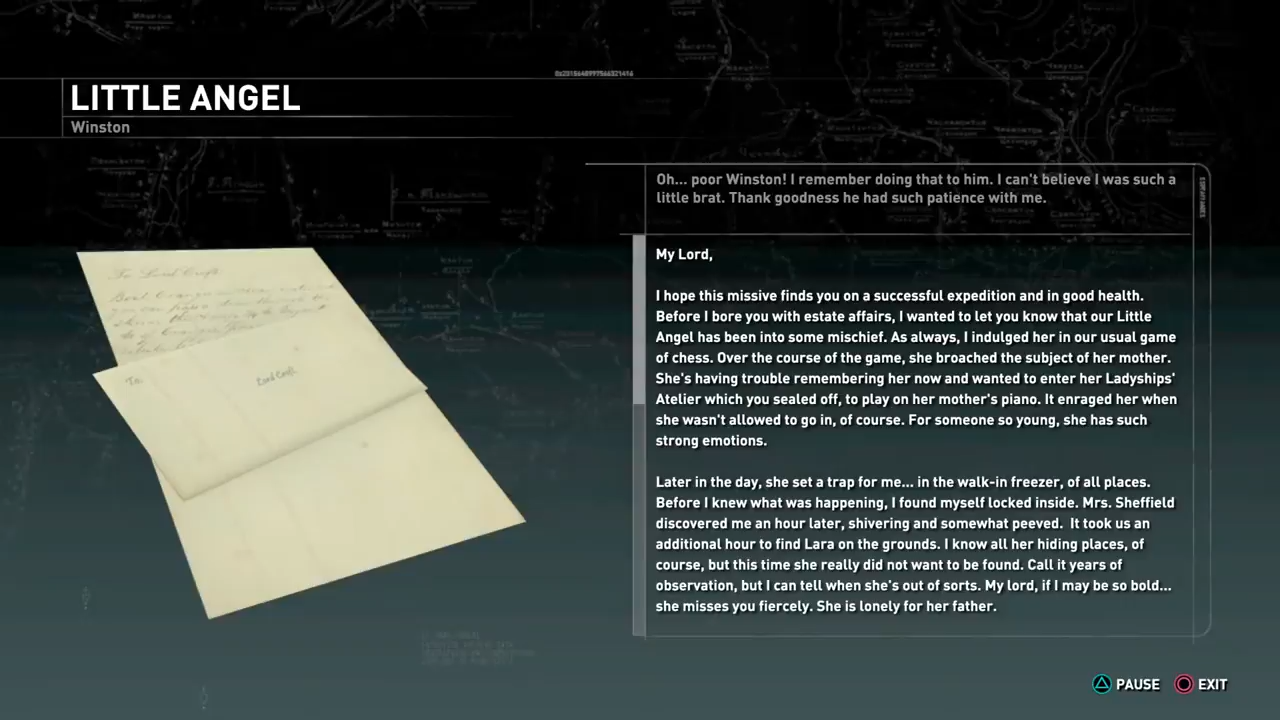 0x2315648997566321416
LITTLE ANGEL
Winston
Oh... poor Winston! I remember doing that to him. I can't believe I was such a
little brat. Thank goodness he had such patience with me.
My Lord,
I hope this missive finds you on a successful expedition and in good health.
Before I bore you with estate affairs, I wanted to let you know that our Little
Angel has been into some mischief. As always, I indulged her in our usual game
of chess. Over the course of the game, she broached the subject of her mother.
She's having trouble remembering her now and wanted to enter her Ladyships'
Atelier which you sealed off, to play on her mother's piano. It enraged her when
she wasn't allowed to go in, of course. For someone so young, she has such
strong emotions.
Later in the day, she set a trap for me... in the walk-in freezer, of all places.
Before I knew what was happening, I found myself locked inside. Mrs. Sheffield
discovered me an hour later, shivering and somewhat peeved. It took us an
additional hour to find Lara on the grounds. I know all her hiding places, of
course, but this time she really did not want to be found. Call it years of
observation, but I can tell when she's out of sorts. My lord, if I may be so bold...
she misses you fiercely. She is lonely for her father.
To Lord Croft
To:
Lord Croft
PAUSE
EXIT